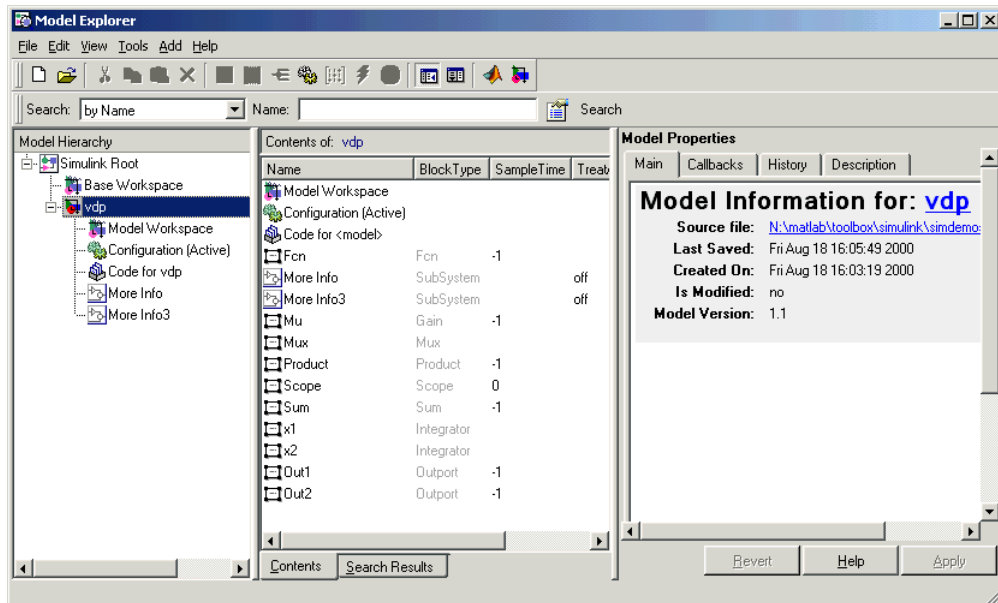 Model Explorer
File Edit View Tools Add Help
Search: by Name Name: Search
Model Hierarchy
Simulink Root
Base Workspace
vdp
Model Workspace
Configuration (Active)
Code for vdp
More Info
More Info3
Contents of: vdp
Name BlockType SampleTime Treat
Model Workspace
Configuration (Active)
Code for <model>
Fcn Fcn -1
More Info SubSystem off
More Info3 SubSystem off
Mu Gain -1
Mux Mux
Product Product -1
Scope Scope 0
Sum Sum -1
x1 Integrator
x2 Integrator
Out1 Outport -1
Out2 Outport -1
Contents Search Results
Model Properties
Main Callbacks History Description
Model Information for: vdp
Source file: N:\matlab\toolbox\simulink\simdemo
Last Saved: Fri Aug 18 16:05:49 2000
Created On: Fri Aug 18 16:03:19 2000
Is Modified: no
Model Version: 1.1
Revert Help Apply